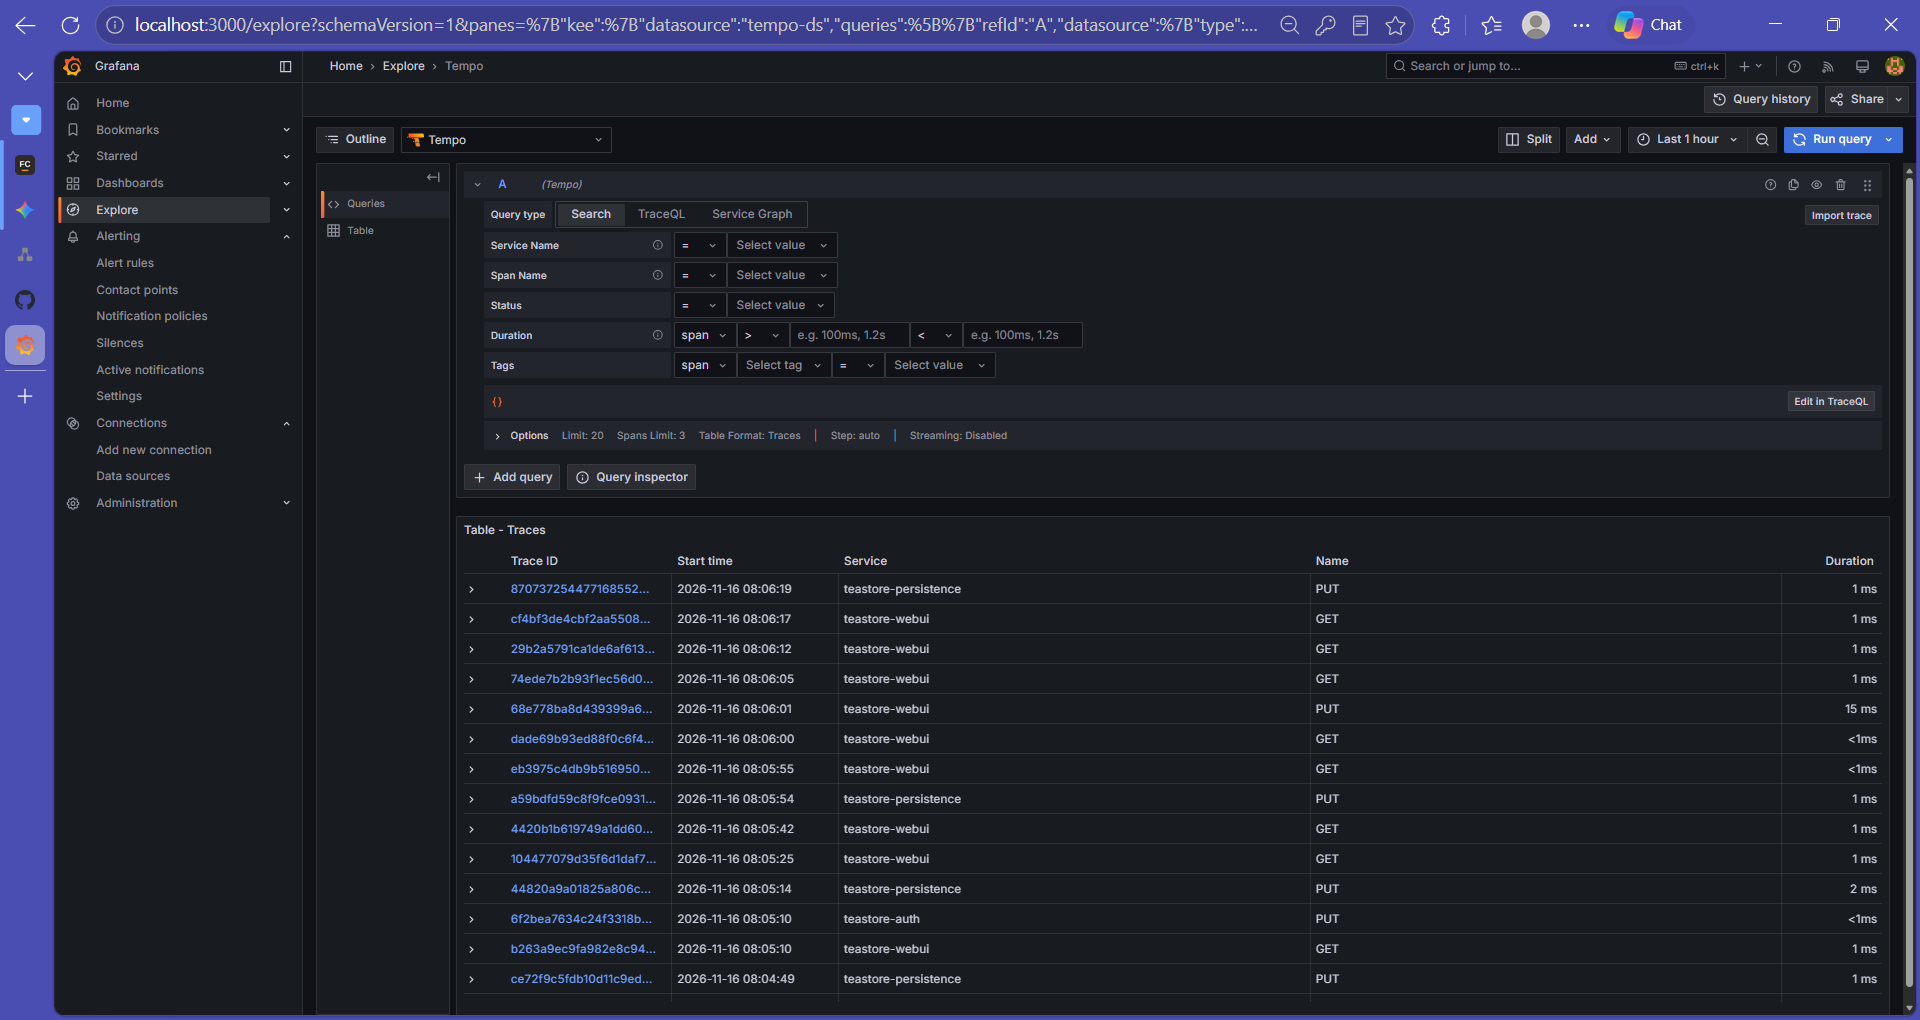 localhost:3000/explore?schemaVersion=1&panes=%7B"kee":%7B"datasource":"tempo-ds","queries":%5B%7B"refId":"A","datasource":%7B"type":...
Chat
Grafana
Home › Explore › Tempo
Search or jump to...
ctrl+k
Query history
Share
Home
Bookmarks
Starred
Dashboards
Explore
Alerting
Alert rules
Contact points
Notification policies
Silences
Active notifications
Settings
Connections
Add new connection
Data sources
Administration
FC
Outline
Tempo
Split
Add
Last 1 hour
Run query
Queries
Table
A (Tempo)
Query type Search TraceQL Service Graph
Import trace
Service Name = Select value
Span Name = Select value
Status = Select value
Duration span > e.g. 100ms, 1.2s < e.g. 100ms, 1.2s
Tags span Select tag = Select value
{}
Edit in TraceQL
Options Limit: 20 Spans Limit: 3 Table Format: Traces | Step: auto | Streaming: Disabled
+ Add query
Query inspector
Table - Traces
Trace ID Start time Service Name Duration
870737254477168552... 2026-11-16 08:06:19 teastore-persistence PUT 1 ms
cf4bf3de4cbf2aa5508... 2026-11-16 08:06:17 teastore-webui GET 1 ms
29b2a5791ca1de6af613... 2026-11-16 08:06:12 teastore-webui GET 1 ms
74ede7b2b93f1ec56d0... 2026-11-16 08:06:05 teastore-webui GET 1 ms
68e778ba8d439399a6... 2026-11-16 08:06:01 teastore-webui PUT 15 ms
dade69b93ed88f0c6f4... 2026-11-16 08:06:00 teastore-webui GET <1ms
eb3975c4db9b516950... 2026-11-16 08:05:55 teastore-webui GET <1ms
a59bdfd59c8f9fce0931... 2026-11-16 08:05:54 teastore-persistence PUT 1 ms
4420b1b619749a1dd60... 2026-11-16 08:05:42 teastore-webui GET 1 ms
104477079d35f6d1daf7... 2026-11-16 08:05:25 teastore-webui GET 1 ms
44820a9a01825a806c... 2026-11-16 08:05:14 teastore-persistence PUT 2 ms
6f2bea7634c24f3318b... 2026-11-16 08:05:10 teastore-auth PUT <1ms
b263a9ec9fa982e8c94... 2026-11-16 08:05:10 teastore-webui GET 1 ms
ce72f9c5fdb10d11c9ed... 2026-11-16 08:04:49 teastore-persistence PUT 1 ms